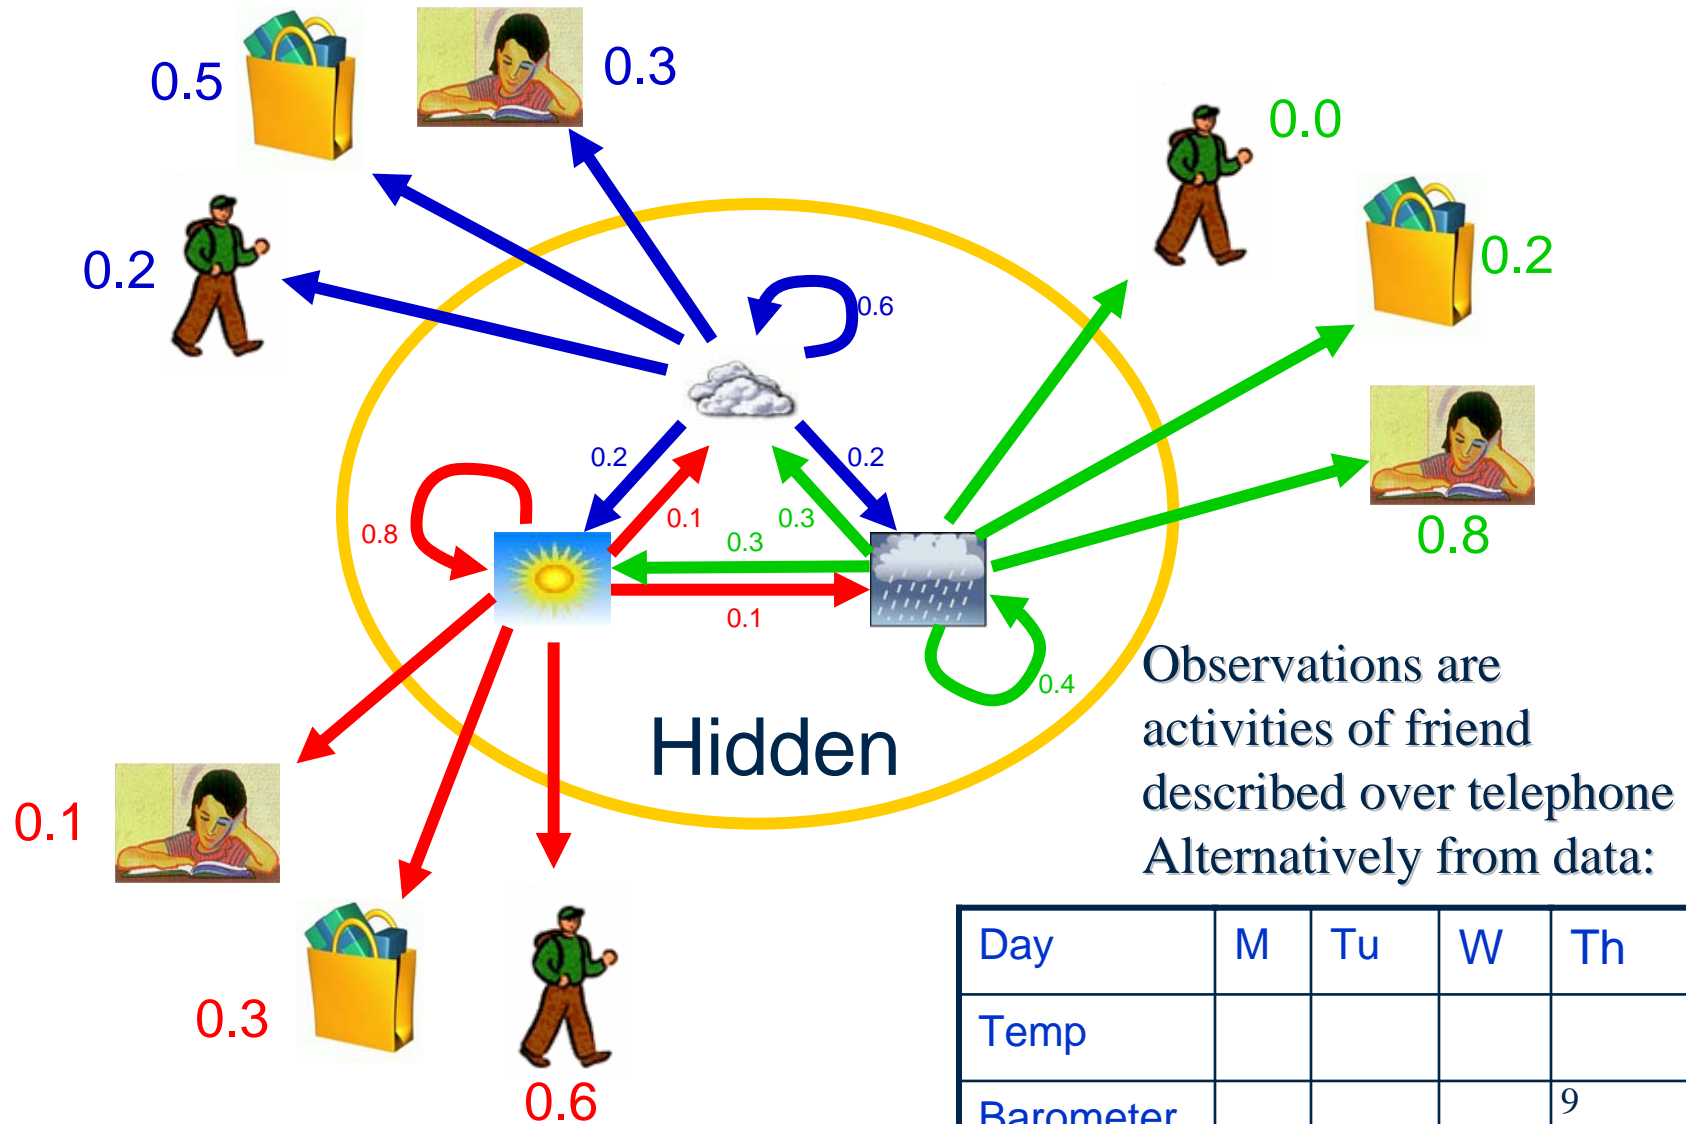 0.5
0.3
0.0
0.2
0.2
0.6
0.2
0.2
0.8
0.1
0.3
0.3
0.1
0.8
0.4
Hidden
Observations are
activities of friend
described over telephone
Alternatively from data:
0.1
0.3
0.6
Day M Tu W Th
Temp
Barometer
9